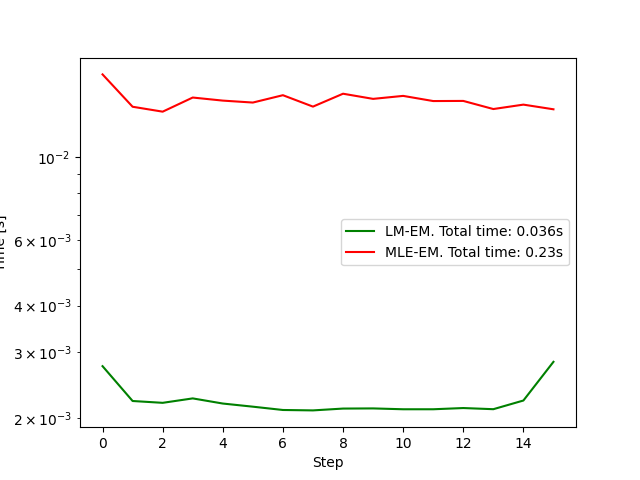 10⁻²
6 × 10⁻³
4 × 10⁻³
3 × 10⁻³
2 × 10⁻³
LM-EM. Total time: 0.036s
MLE-EM. Total time: 0.23s
0 2 4 6 8 10 12 14
Step